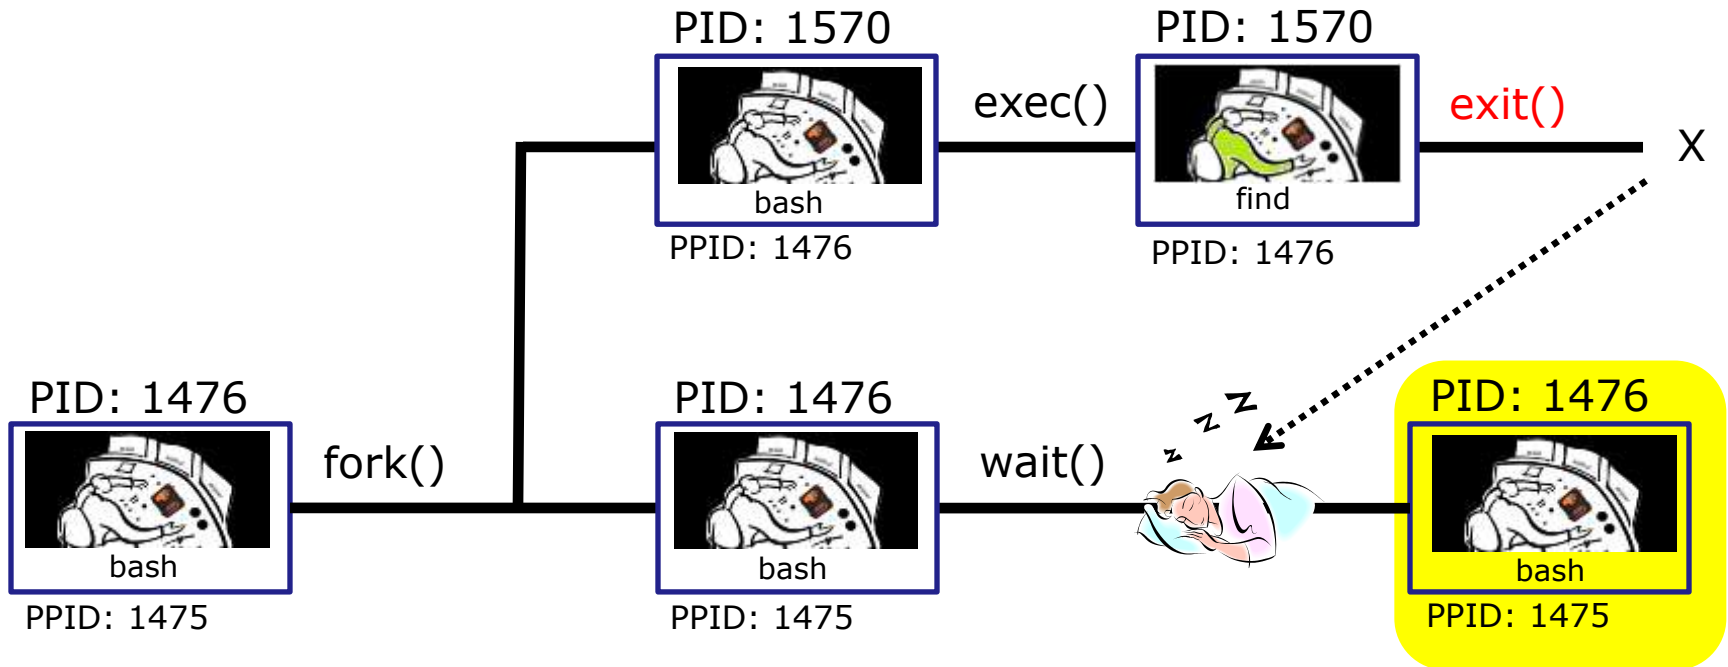 PID: 1570
PID: 1570
exec()
exit()
X
bash
find
PPID: 1476
PPID: 1476
PID: 1476
PID: 1476
PID: 1476
z z z
fork()
wait()
bash
bash
bash
PPID: 1475
PPID: 1475
PPID: 1475